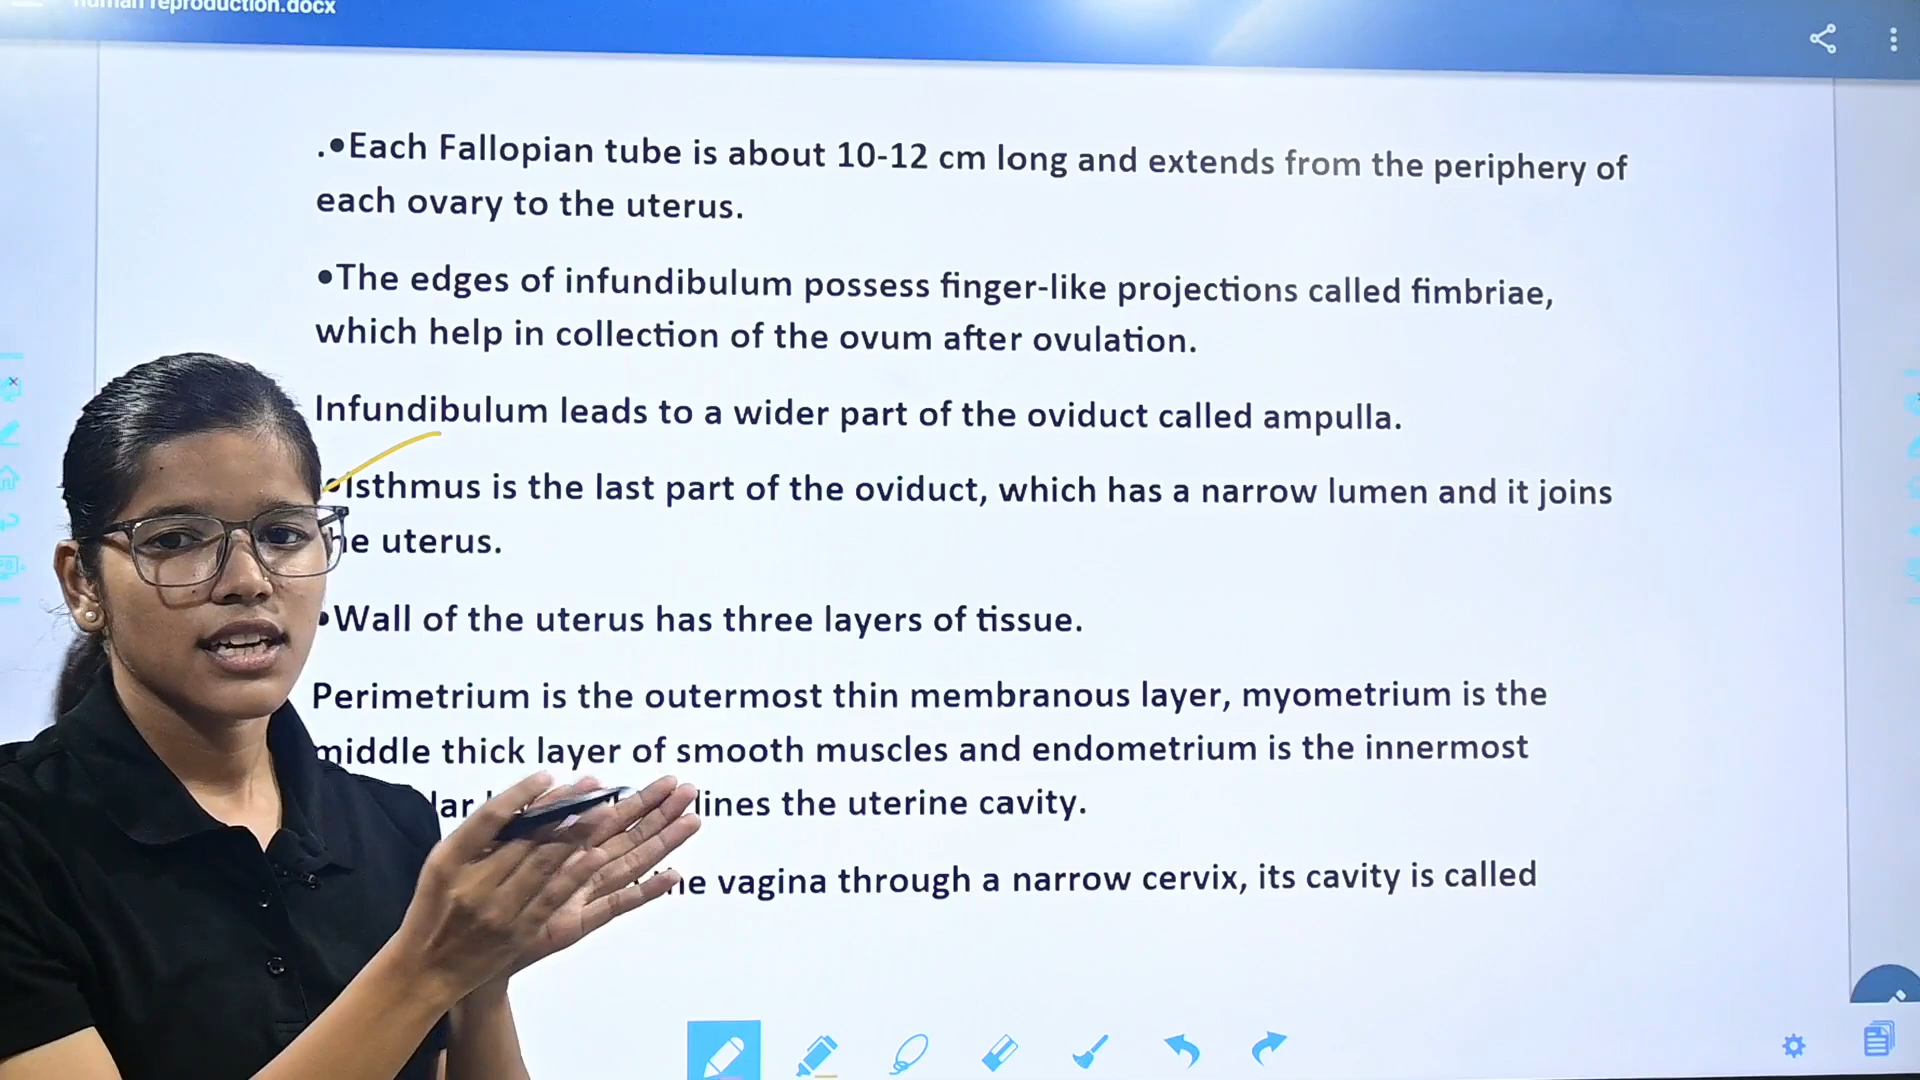 human reproduction.docx
.•Each Fallopian tube is about 10-12 cm long and extends from the periphery of
each ovary to the uterus.
•The edges of infundibulum possess finger-like projections called fimbriae,
which help in collection of the ovum after ovulation.
Infundibulum leads to a wider part of the oviduct called ampulla.
•Isthmus is the last part of the oviduct, which has a narrow lumen and it joins
he uterus.
•Wall of the uterus has three layers of tissue.
Perimetrium is the outermost thin membranous layer, myometrium is the
middle thick layer of smooth muscles and endometrium is the innermost
lines the uterine cavity.
the vagina through a narrow cervix, its cavity is called